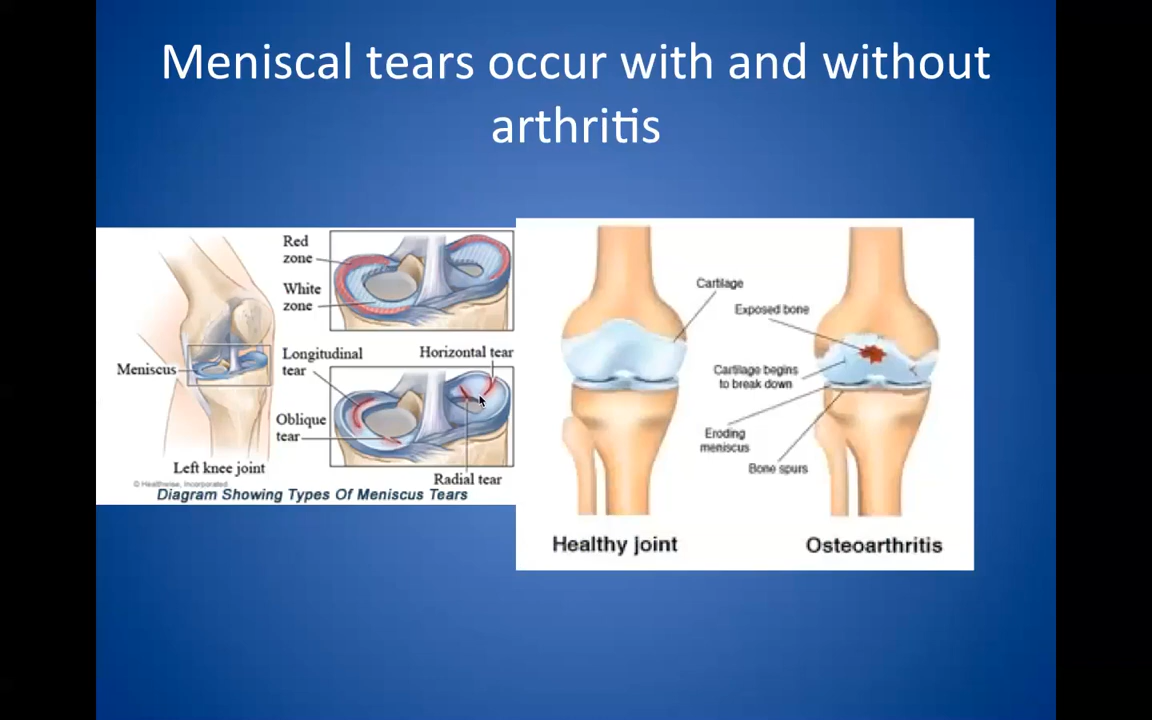 Meniscal tears occur with and without
arthritis
Red
zone
White
zone
Meniscus
Longitudinal
tear
Horizontal tear
Oblique
tear
Left knee joint
Radial tear
© Healthwise, Incorporated
Diagram Showing Types Of Meniscus Tears
Cartilage
Exposed bone
Cartilage begins
to break down
Eroding
meniscus
Bone spurs
Healthy joint
Osteoarthritis